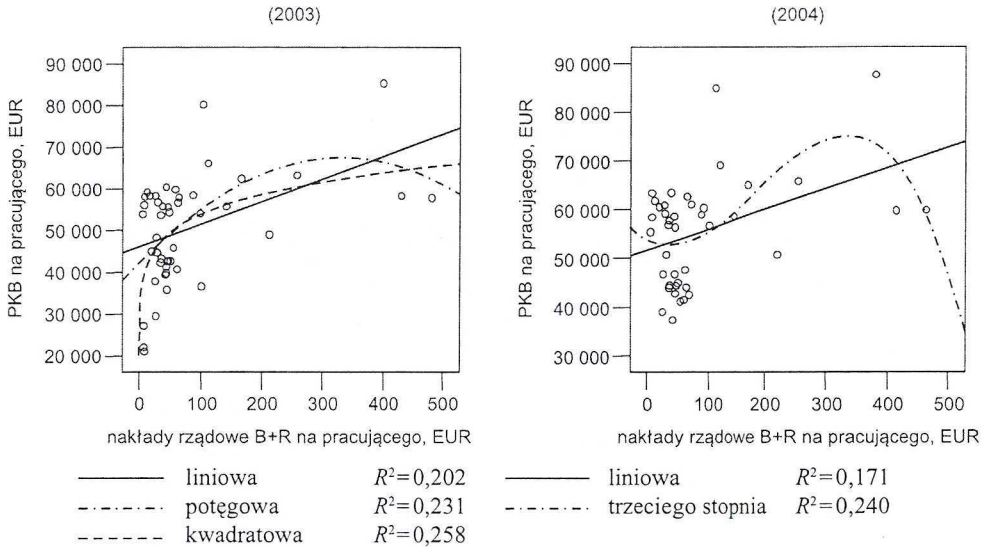 (2003)
PKB na pracującego, EUR
90 000
80 000
70 000
60 000
50 000
40 000
30 000
20 000
0 100 200 300 400 500
nakłady rządowe B+R na pracującego, EUR
liniowa R²=0,202
potęgowa R²=0,231
kwadratowa R²=0,258
(2004)
PKB na pracującego, EUR
90 000
80 000
70 000
60 000
50 000
40 000
30 000
0 100 200 300 400 500
nakłady rządowe B+R na pracującego, EUR
liniowa R²=0,171
trzeciego stopnia R²=0,240